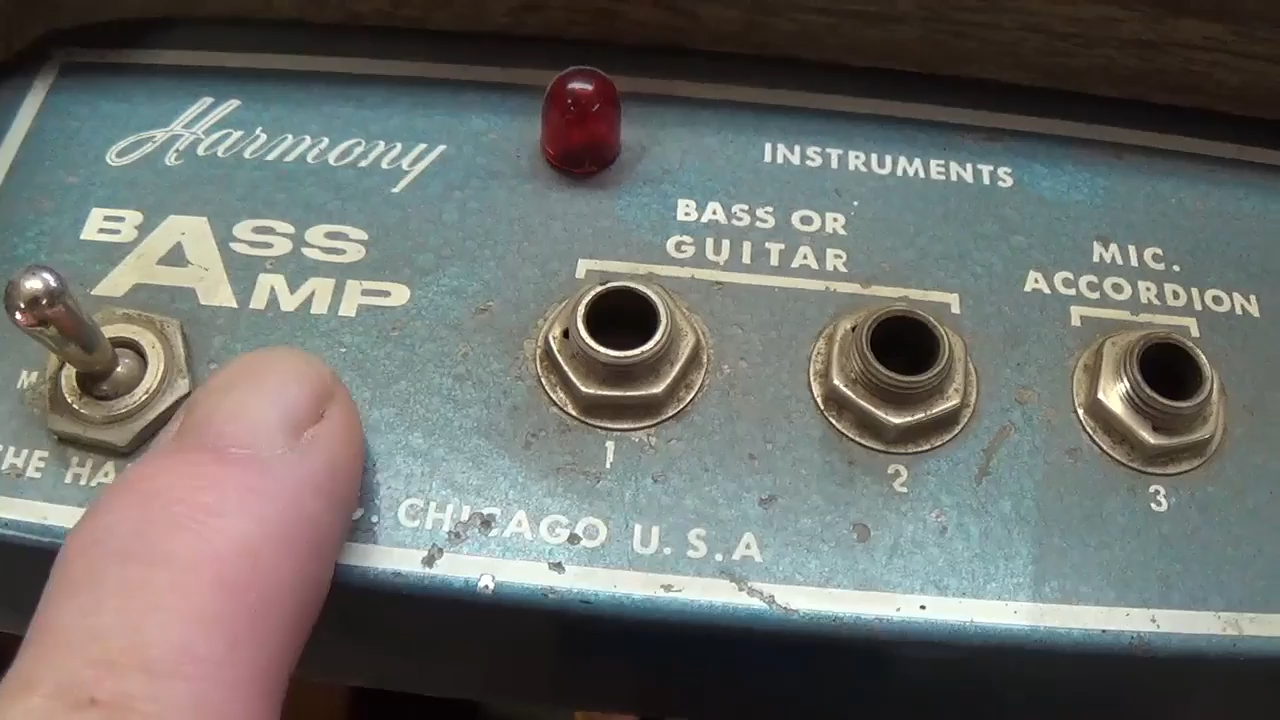 Harmony
BASS
AMP
INSTRUMENTS
BASS OR
GUITAR
MIC.
ACCORDION
1
2
3
CHICAGO U.S.A